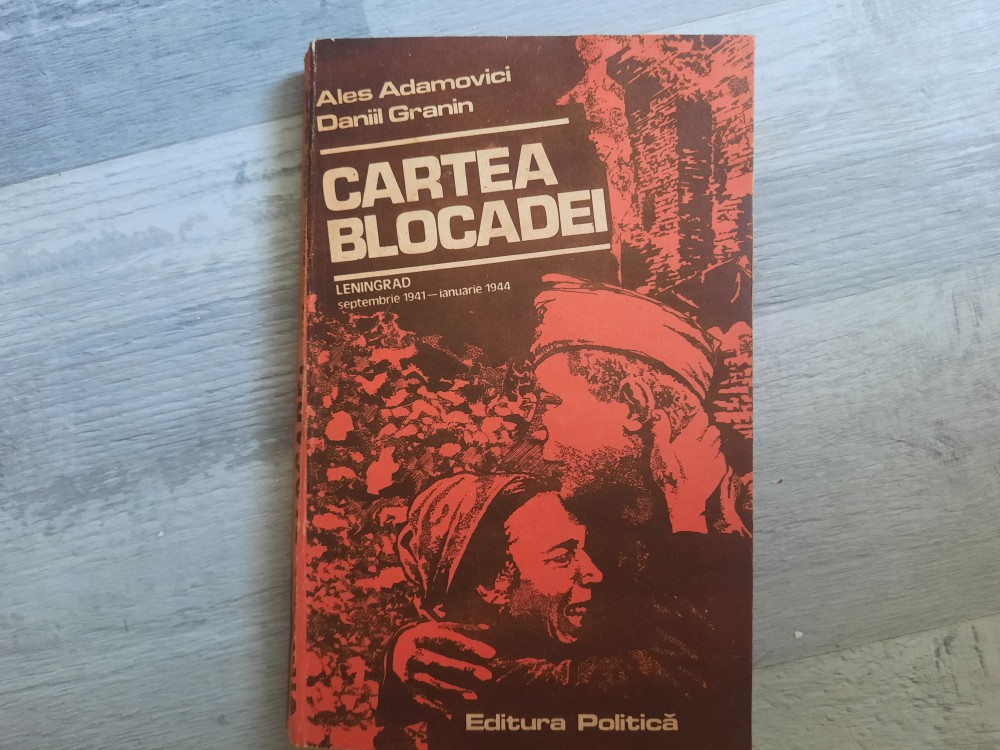 Ales Adamovici
Daniil Granin
CARTEA
BLOCADEI
LENINGRAD
septembrie 1941—ianuarie 1944
Editura Politică